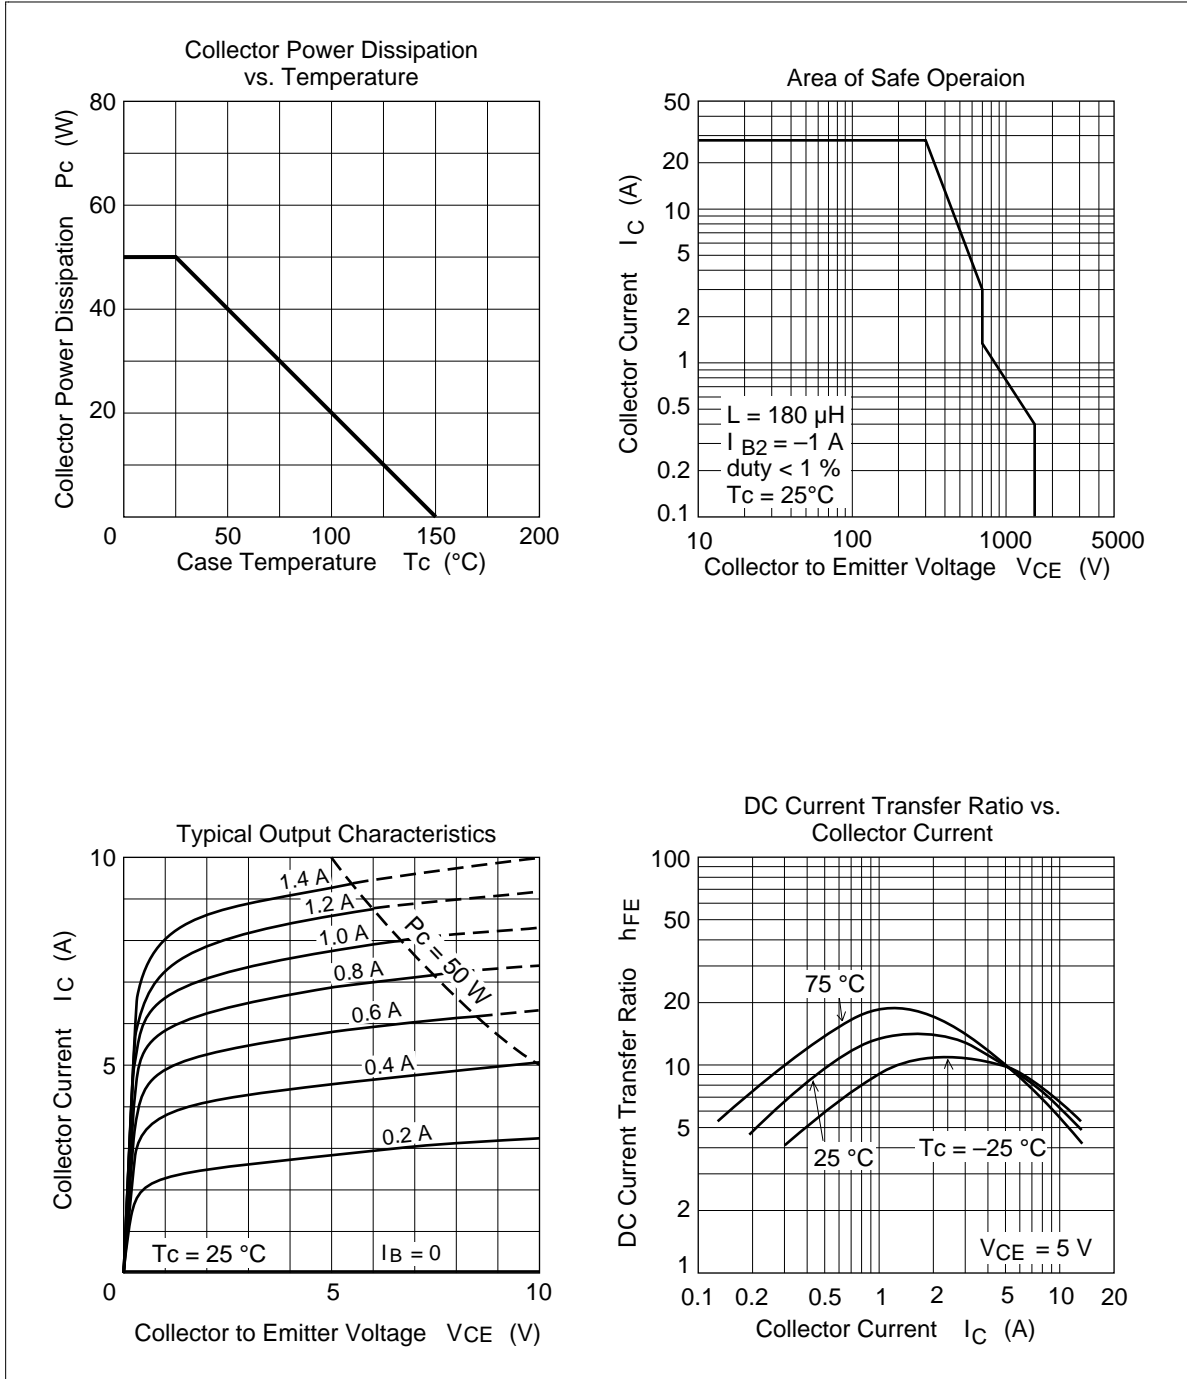 Collector Power Dissipation
vs. Temperature
80
60
40
20
0
50
100
150
200
Collector Power Dissipation Pc (W)
Case Temperature Tc (°C)
Area of Safe Operaion
50
20
10
5
2
1
0.5
0.2
0.1
Collector Current I C (A)
L = 180 µH
I B2 = –1 A
duty < 1 %
Tc = 25°C
10
100
1000
5000
Collector to Emitter Voltage VCE (V)
Typical Output Characteristics
10
5
Collector Current I C (A)
1.4 A
1.2 A
1.0 A
0.8 A
0.6 A
0.4 A
0.2 A
Pc = 50 W
Tc = 25 °C
I B = 0
0
5
10
Collector to Emitter Voltage VCE (V)
DC Current Transfer Ratio vs.
Collector Current
100
50
20
10
5
2
1
DC Current Transfer Ratio hFE
75 °C
25 °C
Tc = –25 °C
VCE = 5 V
0.1
0.2
0.5
1
2
5
10
20
Collector Current I C (A)